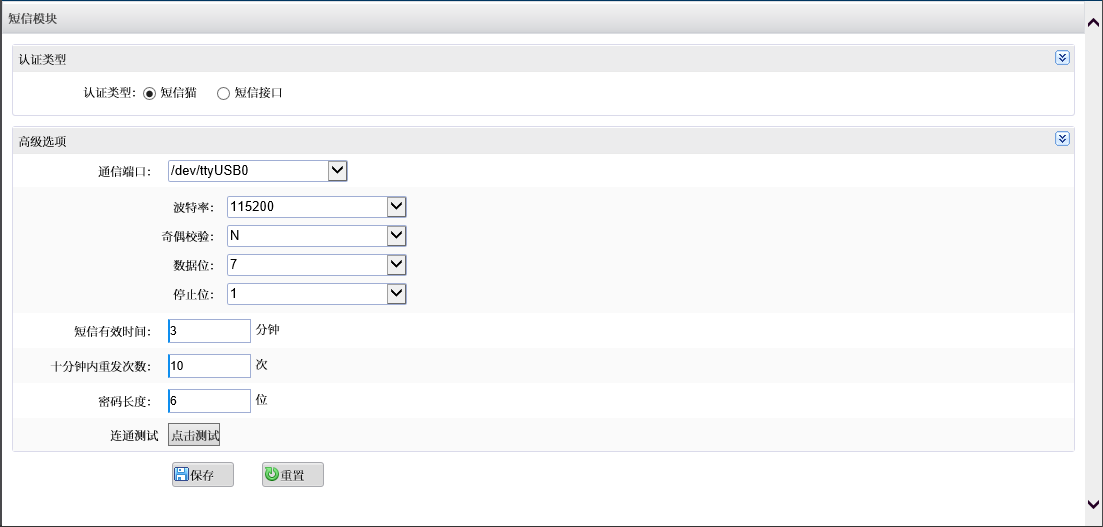 短信模块
认证类型
认证类型： 短信猫 短信接口
高级选项
通信端口： /dev/ttyUSB0
波特率： 115200
奇偶校验： N
数据位： 7
停止位： 1
短信有效时间： 3 分钟
十分钟内重发次数： 10 次
密码长度： 6 位
连通测试 点击测试
保存 重置